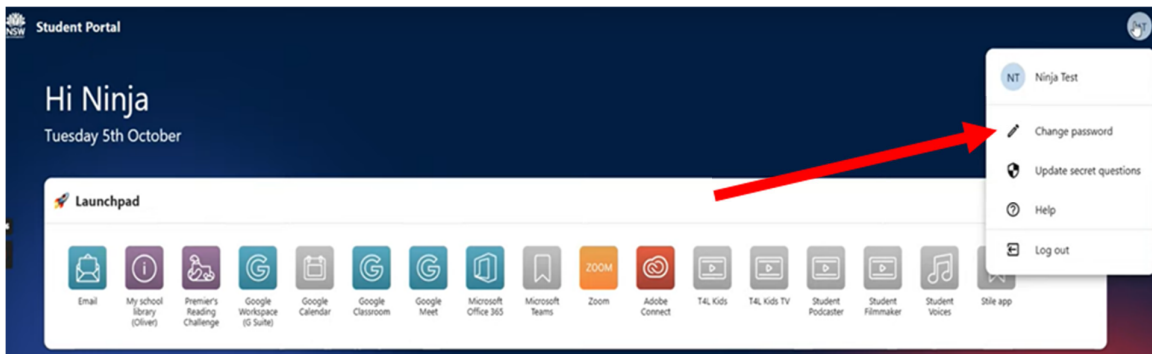 NSW
Student Portal
NT
Ninja Test
Hi Ninja
Tuesday 5th October
Change password
Update secret questions
Help
Log out
Launchpad
ZOOM
Email
My school
library
(Oliver)
Premier's
Reading
Challenge
Google
Workspace
(G Suite)
Google
Calendar
Google
Classroom
Google
Meet
Microsoft
Office 365
Microsoft
Teams
Zoom
Adobe
Connect
T4L Kids
T4L Kids TV
Student
Podcaster
Student
Filmmaker
Student
Voices
Stile app